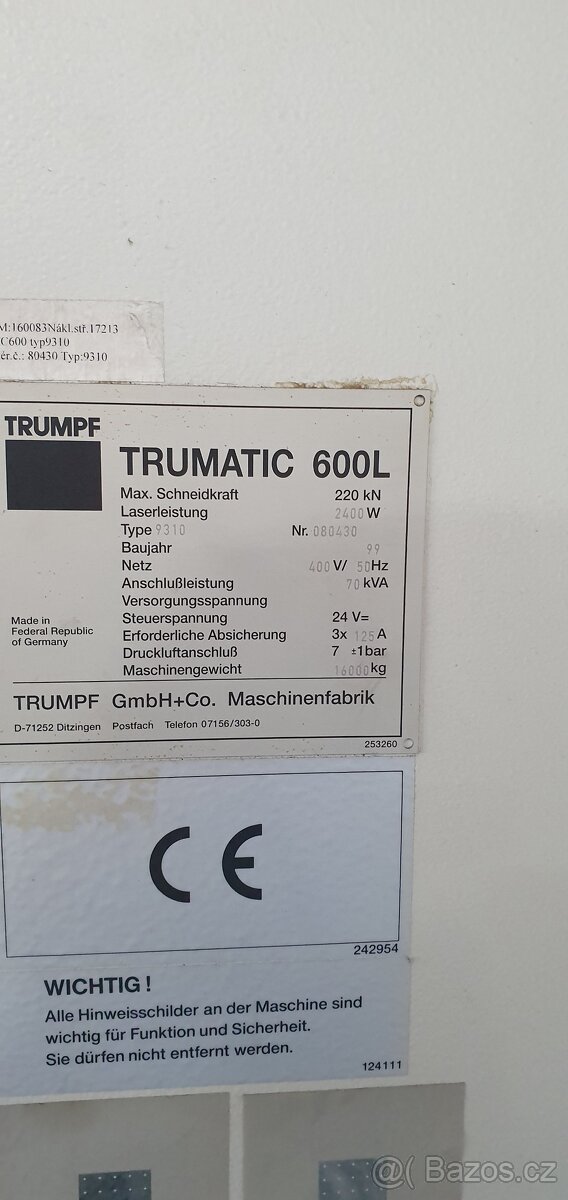 M:160083Nákl.stř.17213
C600 typ9310
ér.č.: 80430 Typ:9310
TRUMPF
TRUMATIC 600L
Max. Schneidkraft 220 kN
Laserleistung 2400 W
Type 9310 Nr. 080430
Baujahr 99
Netz 400 V/ 50 Hz
Anschlußleistung 70 kVA
Versorgungsspannung
Steuerspannung 24 V=
Erforderliche Absicherung 3x 125 A
Druckluftanschluß 7 ±1bar
Maschinengewicht 16000 kg
Made in
Federal Republic
of Germany
TRUMPF GmbH+Co. Maschinenfabrik
D-71252 Ditzingen Postfach Telefon 07156/303-0
253260
CE
242954
WICHTIG !
Alle Hinweisschilder an der Maschine sind
wichtig für Funktion und Sicherheit.
Sie dürfen nicht entfernt werden.
124111
Bazos.cz